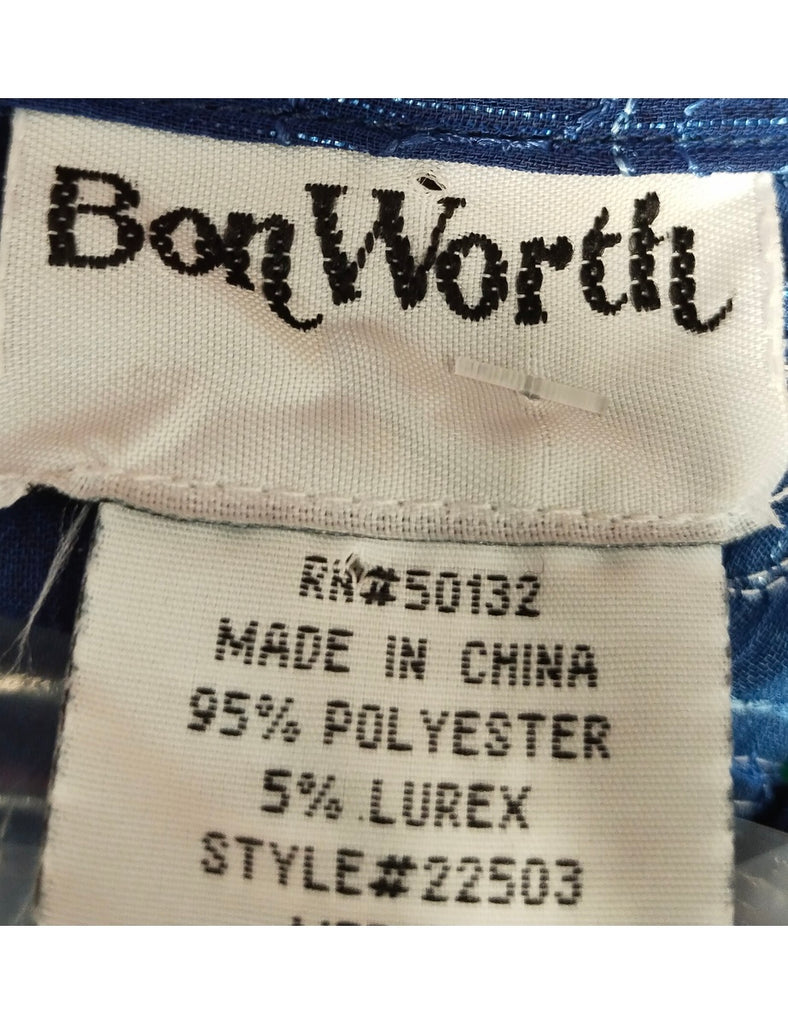 BonWorth
RN#50132
MADE IN CHINA
95% POLYESTER
5% LUREX
STYLE#22503